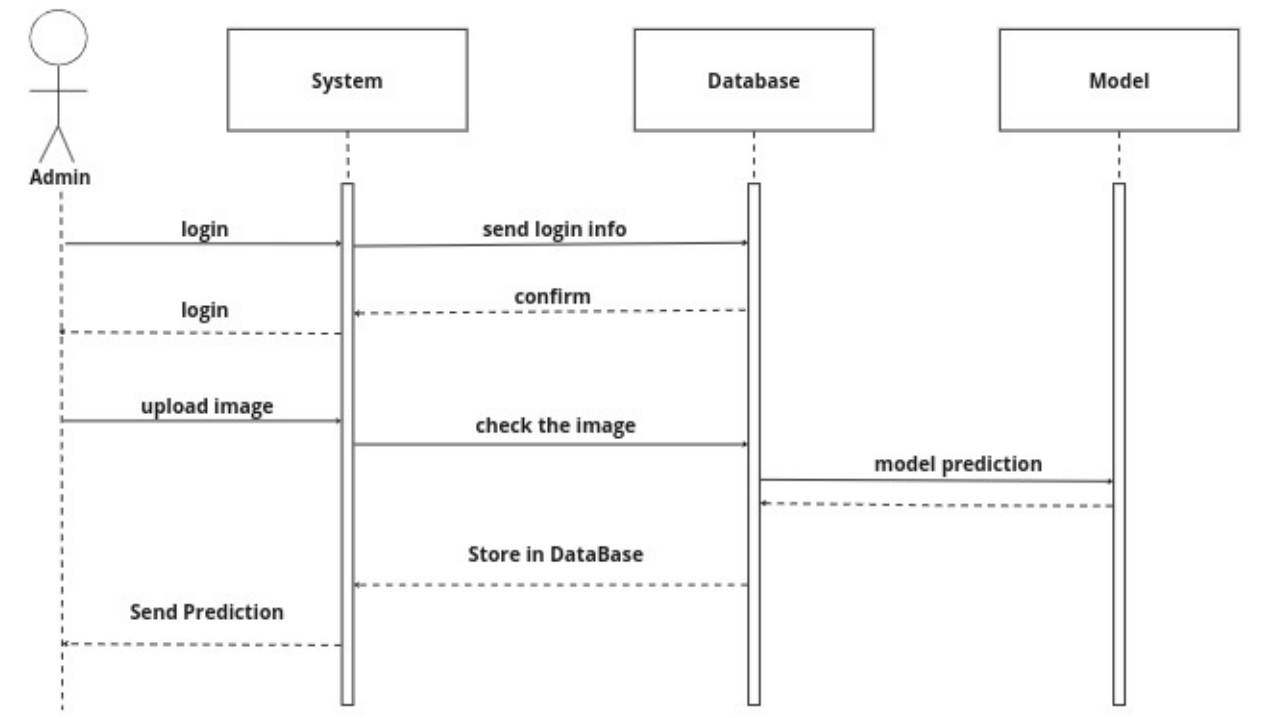 System
Database
Model
Admin
login
send login info
confirm
login
upload image
check the image
model prediction
Store in DataBase
Send Prediction